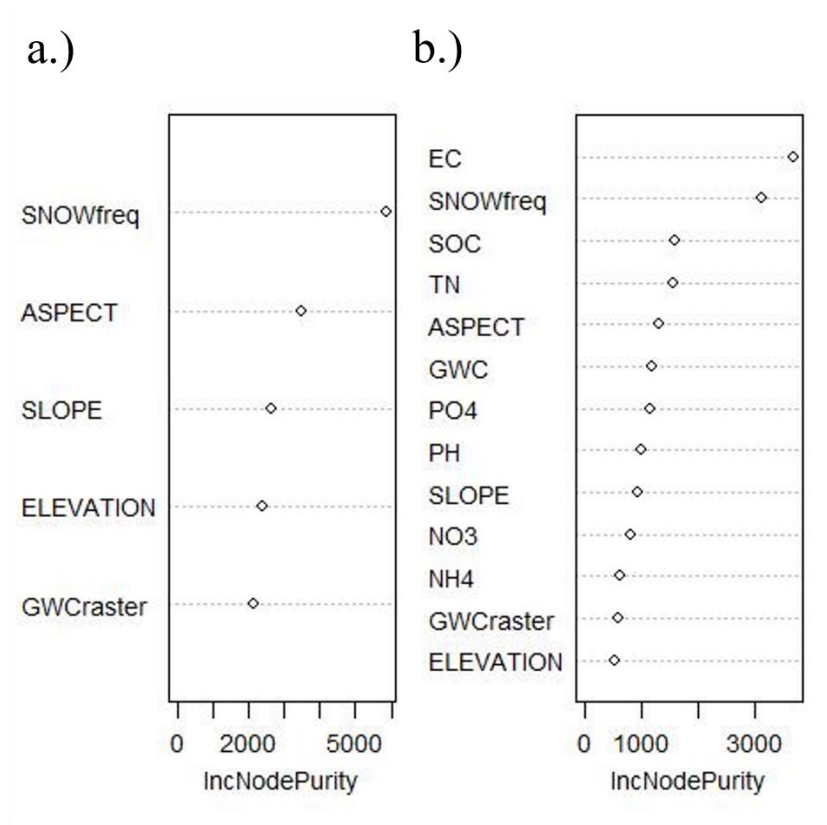 a.)
SNOWfreq
ASPECT
SLOPE
ELEVATION
GWCraster
0 2000 5000
IncNodePurity
b.)
EC
SNOWfreq
SOC
TN
ASPECT
GWC
PO4
PH
SLOPE
NO3
NH4
GWCraster
ELEVATION
0 1000 3000
IncNodePurity